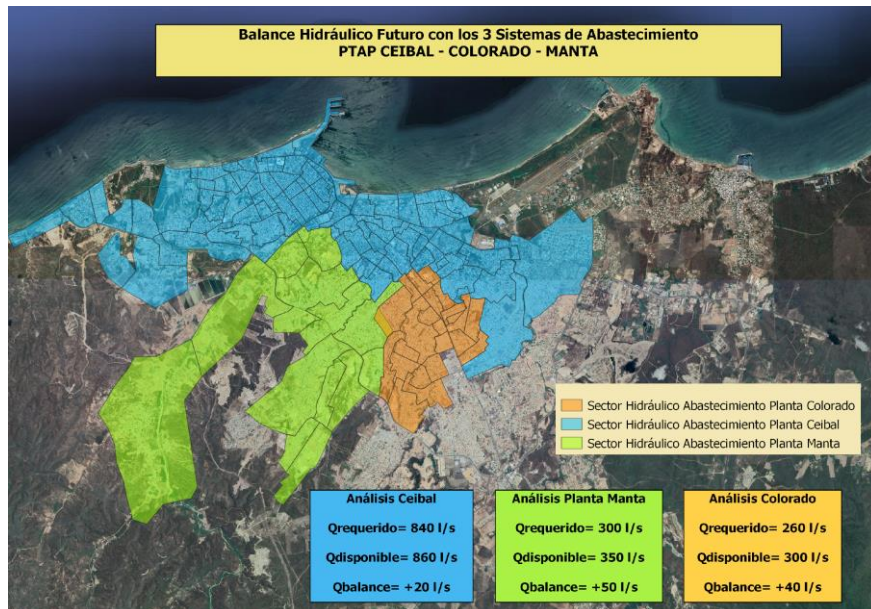 Balance Hidráulico Futuro con los 3 Sistemas de Abastecimiento
PTAP CEIBAL - COLORADO - MANTA
Sector Hidráulico Abastecimiento Planta Colorado
Sector Hidráulico Abastecimiento Planta Ceibal
Sector Hidráulico Abastecimiento Planta Manta
Análisis Ceibal
Qrequerido= 840 l/s
Qdisponible= 860 l/s
Qbalance= +20 l/s
Análisis Planta Manta
Qrequerido= 300 l/s
Qdisponible= 350 l/s
Qbalance= +50 l/s
Análisis Colorado
Qrequerido= 260 l/s
Qdisponible= 300 l/s
Qbalance= +40 l/s